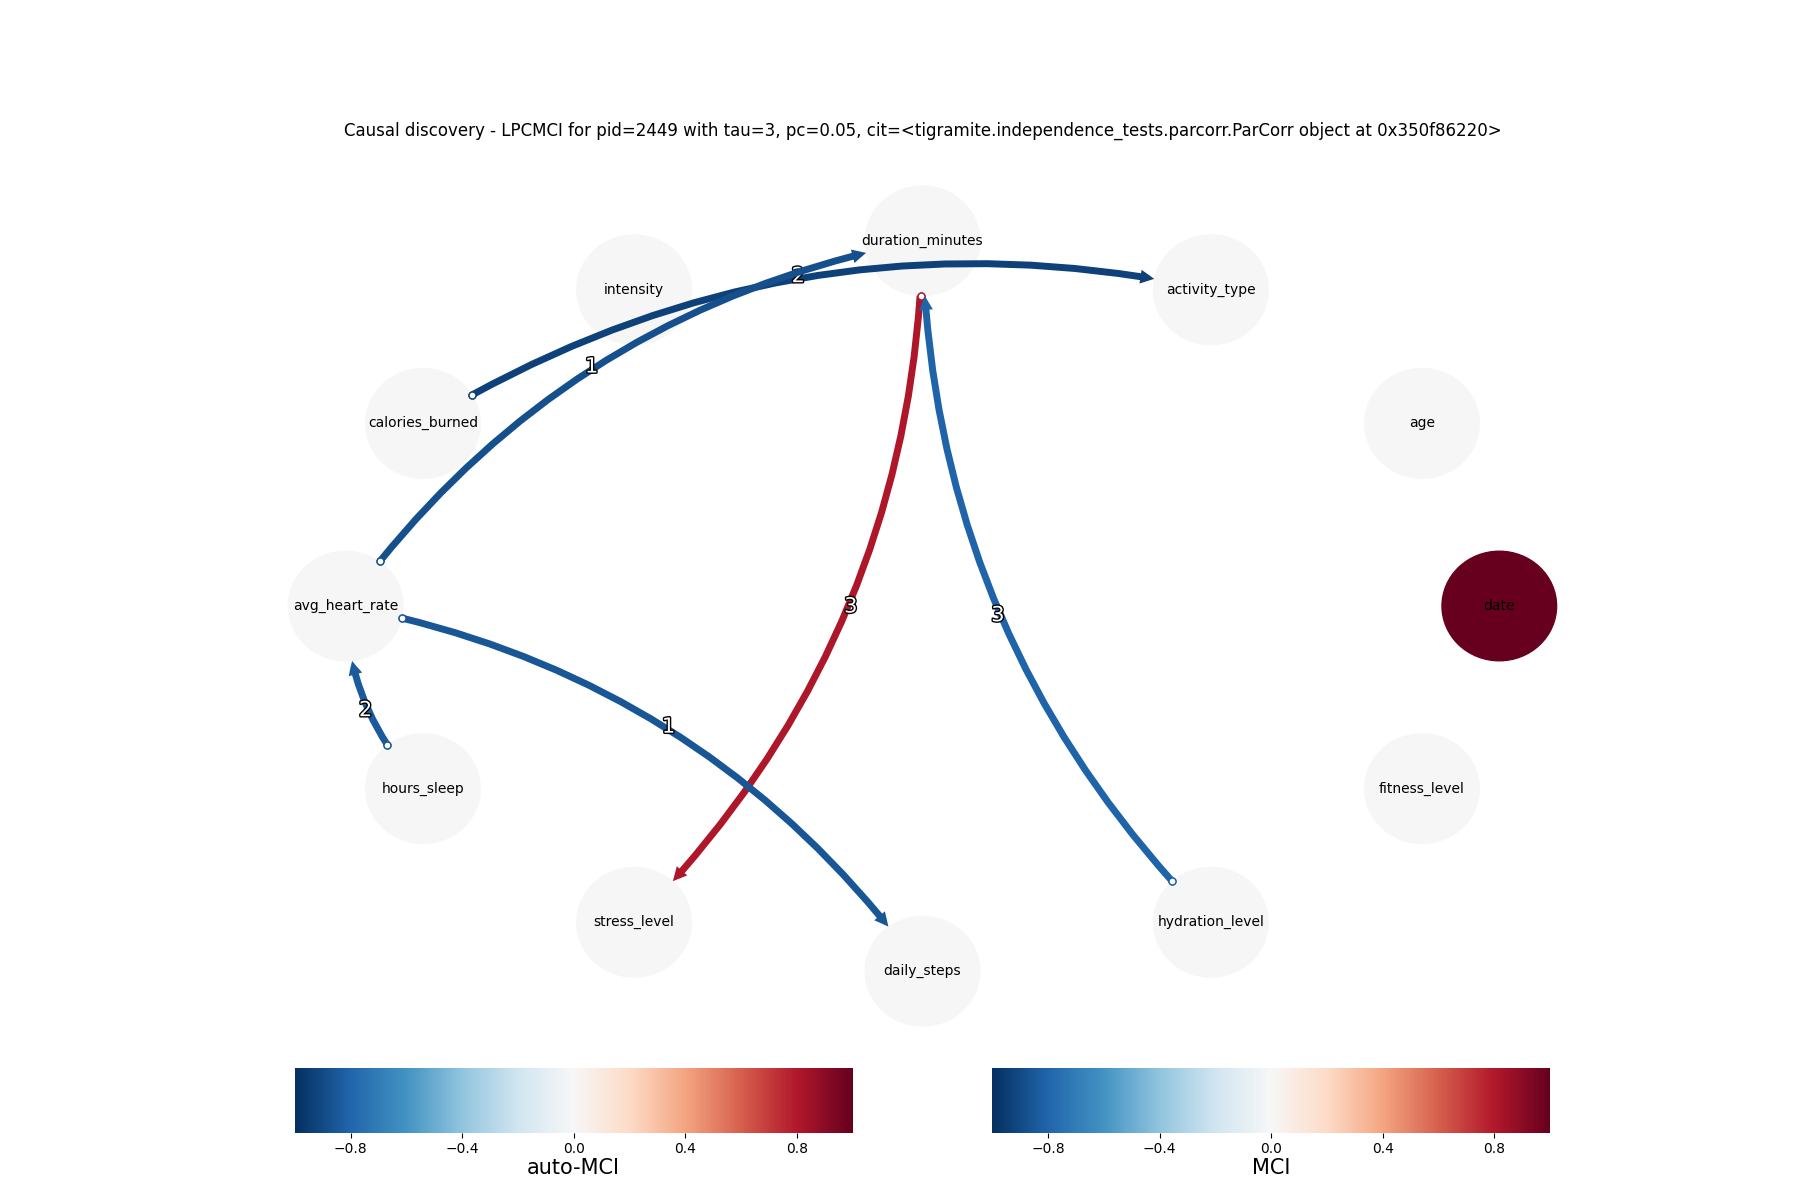 Causal discovery - LPCMCI for pid=2449 with tau=3, pc=0.05, cit=<tigramite.independence_tests.parcorr.ParCorr object at 0x350f86220>
duration_minutes
intensity
activity_type
2
1
calories_burned
age
avg_heart_rate
date
3
3
2
1
hours_sleep
fitness_level
stress_level
hydration_level
daily_steps
−0.8 −0.4 0.0 0.4 0.8
auto-MCI
−0.8 −0.4 0.0 0.4 0.8
MCI